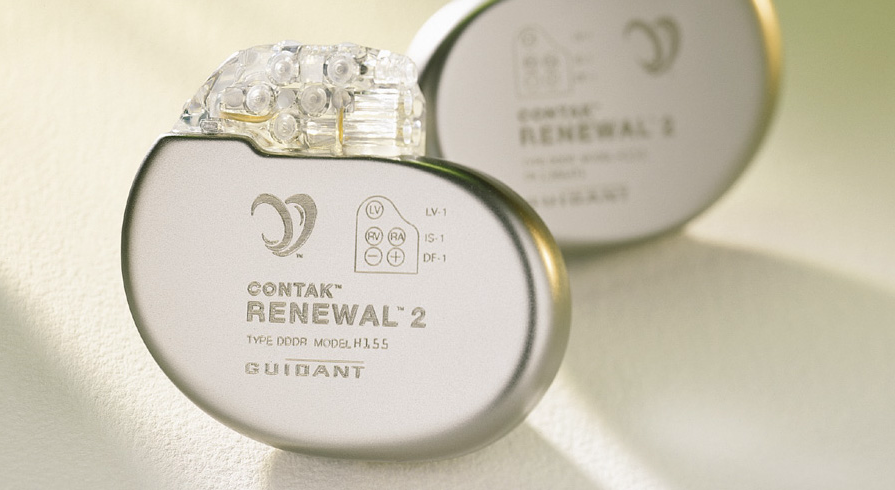 LV LV-1
RV RA IS-1
− + DF-1
CONTAK™
RENEWAL™ 2
TYPE DDDR MODEL H155
GUIDANT
CONTAK™
RENEWAL 2
GUIDANT